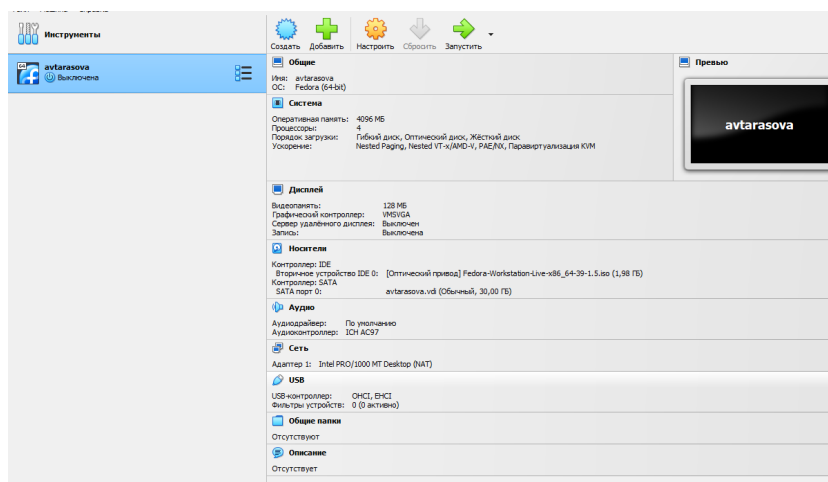 Инструменты
Создать Добавить Настроить Сбросить Запустить
64
avtarasova
Выключена
Общие
Имя: avtarasova
ОС: Fedora (64-bit)
Превью
avtarasova
Система
Оперативная память: 4096 МБ
Процессоры: 4
Порядок загрузки: Гибкий диск, Оптический диск, Жёсткий диск
Ускорение: Nested Paging, Nested VT-x/AMD-V, PAE/NX, Паравиртуализация KVM
Дисплей
Видеопамять: 128 МБ
Графический контроллер: VMSVGA
Сервер удалённого дисплея: Выключен
Запись: Выключена
Носители
Контроллер: IDE
Вторичное устройство IDE 0: [Оптический привод] Fedora-Workstation-Live-x86_64-39-1.5.iso (1,98 ГБ)
Контроллер: SATA
SATA порт 0: avtarasova.vdi (Обычный, 30,00 ГБ)
Аудио
Аудиодрайвер: По умолчанию
Аудиоконтроллер: ICH AC97
Сеть
Адаптер 1: Intel PRO/1000 MT Desktop (NAT)
USB
USB-контроллер: OHCI, EHCI
Фильтры устройств: 0 (0 активно)
Общие папки
Отсутствуют
Описание
Отсутствует